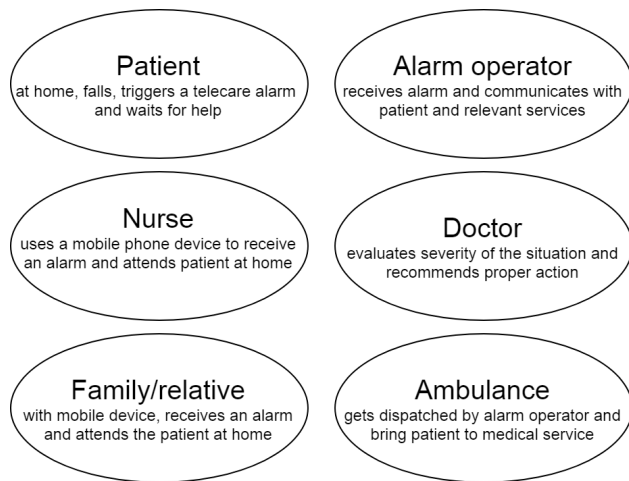 Patient
at home, falls, triggers a telecare alarm
and waits for help
Alarm operator
receives alarm and communicates with
patient and relevant services
Nurse
uses a mobile phone device to receive
an alarm and attends patient at home
Doctor
evaluates severity of the situation and
recommends proper action
Family/relative
with mobile device, receives an alarm
and attends the patient at home
Ambulance
gets dispatched by alarm operator and
bring patient to medical service